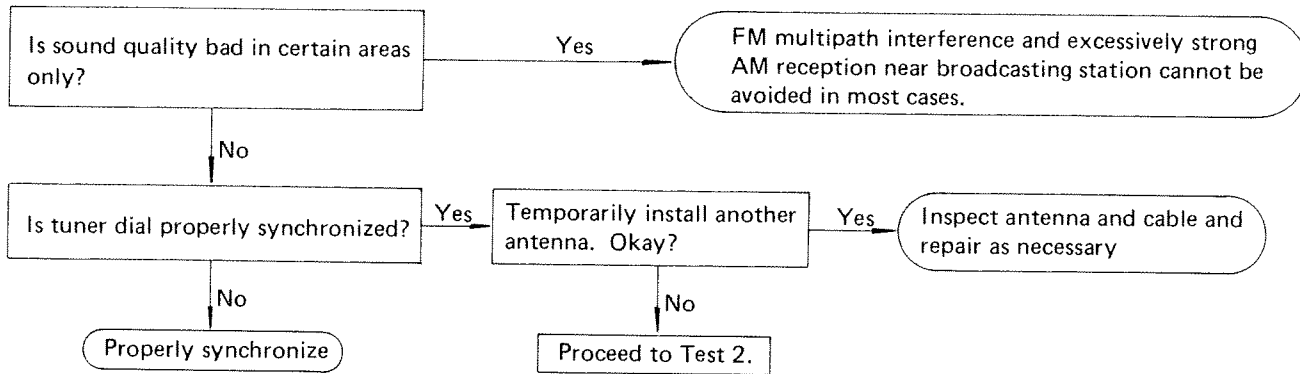 Is sound quality bad in certain areas
only?
Yes
FM multipath interference and excessively strong
AM reception near broadcasting station cannot be
avoided in most cases.
No
Is tuner dial properly synchronized?
Yes
Temporarily install another
antenna. Okay?
Yes
Inspect antenna and cable and
repair as necessary
No
Properly synchronize
No
Proceed to Test 2.